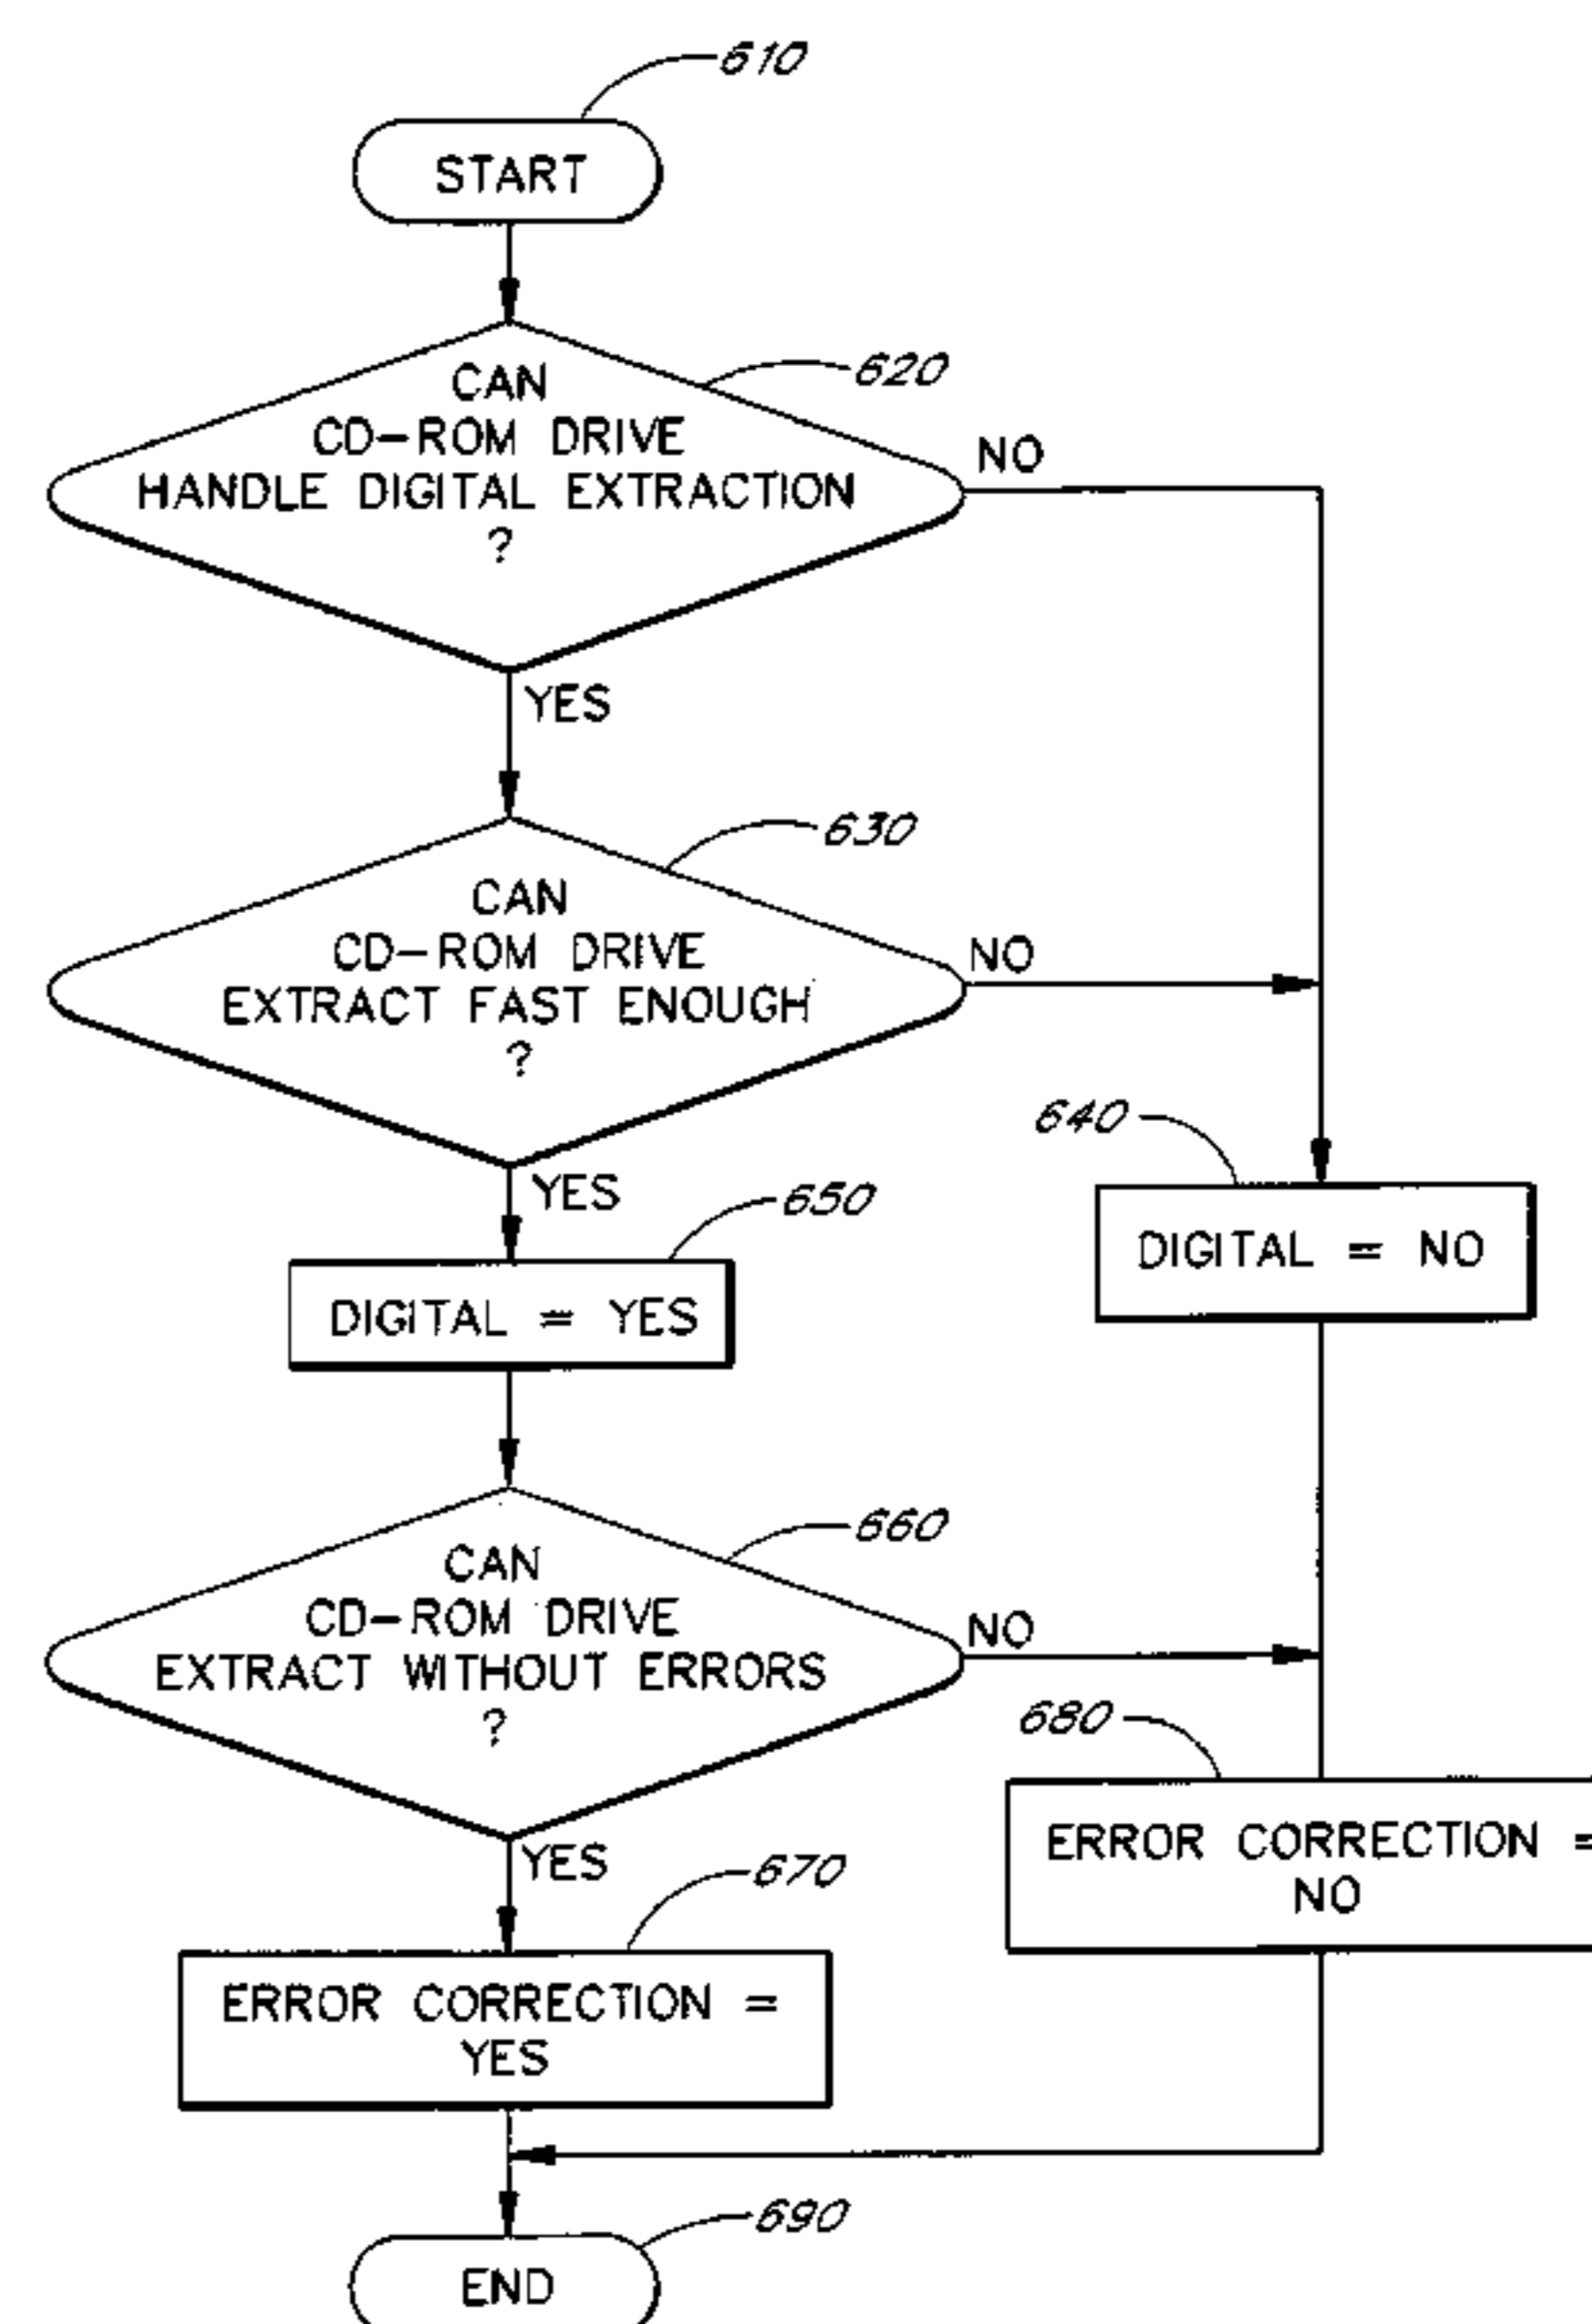 610
START
620
CAN
CD-ROM DRIVE
HANDLE DIGITAL EXTRACTION
?
NO
YES
630
CAN
CD-ROM DRIVE
EXTRACT FAST ENOUGH
?
NO
YES
640
DIGITAL = NO
650
DIGITAL = YES
660
CAN
CD-ROM DRIVE
EXTRACT WITHOUT ERRORS
?
NO
YES
680
ERROR CORRECTION =
NO
670
ERROR CORRECTION =
YES
690
END